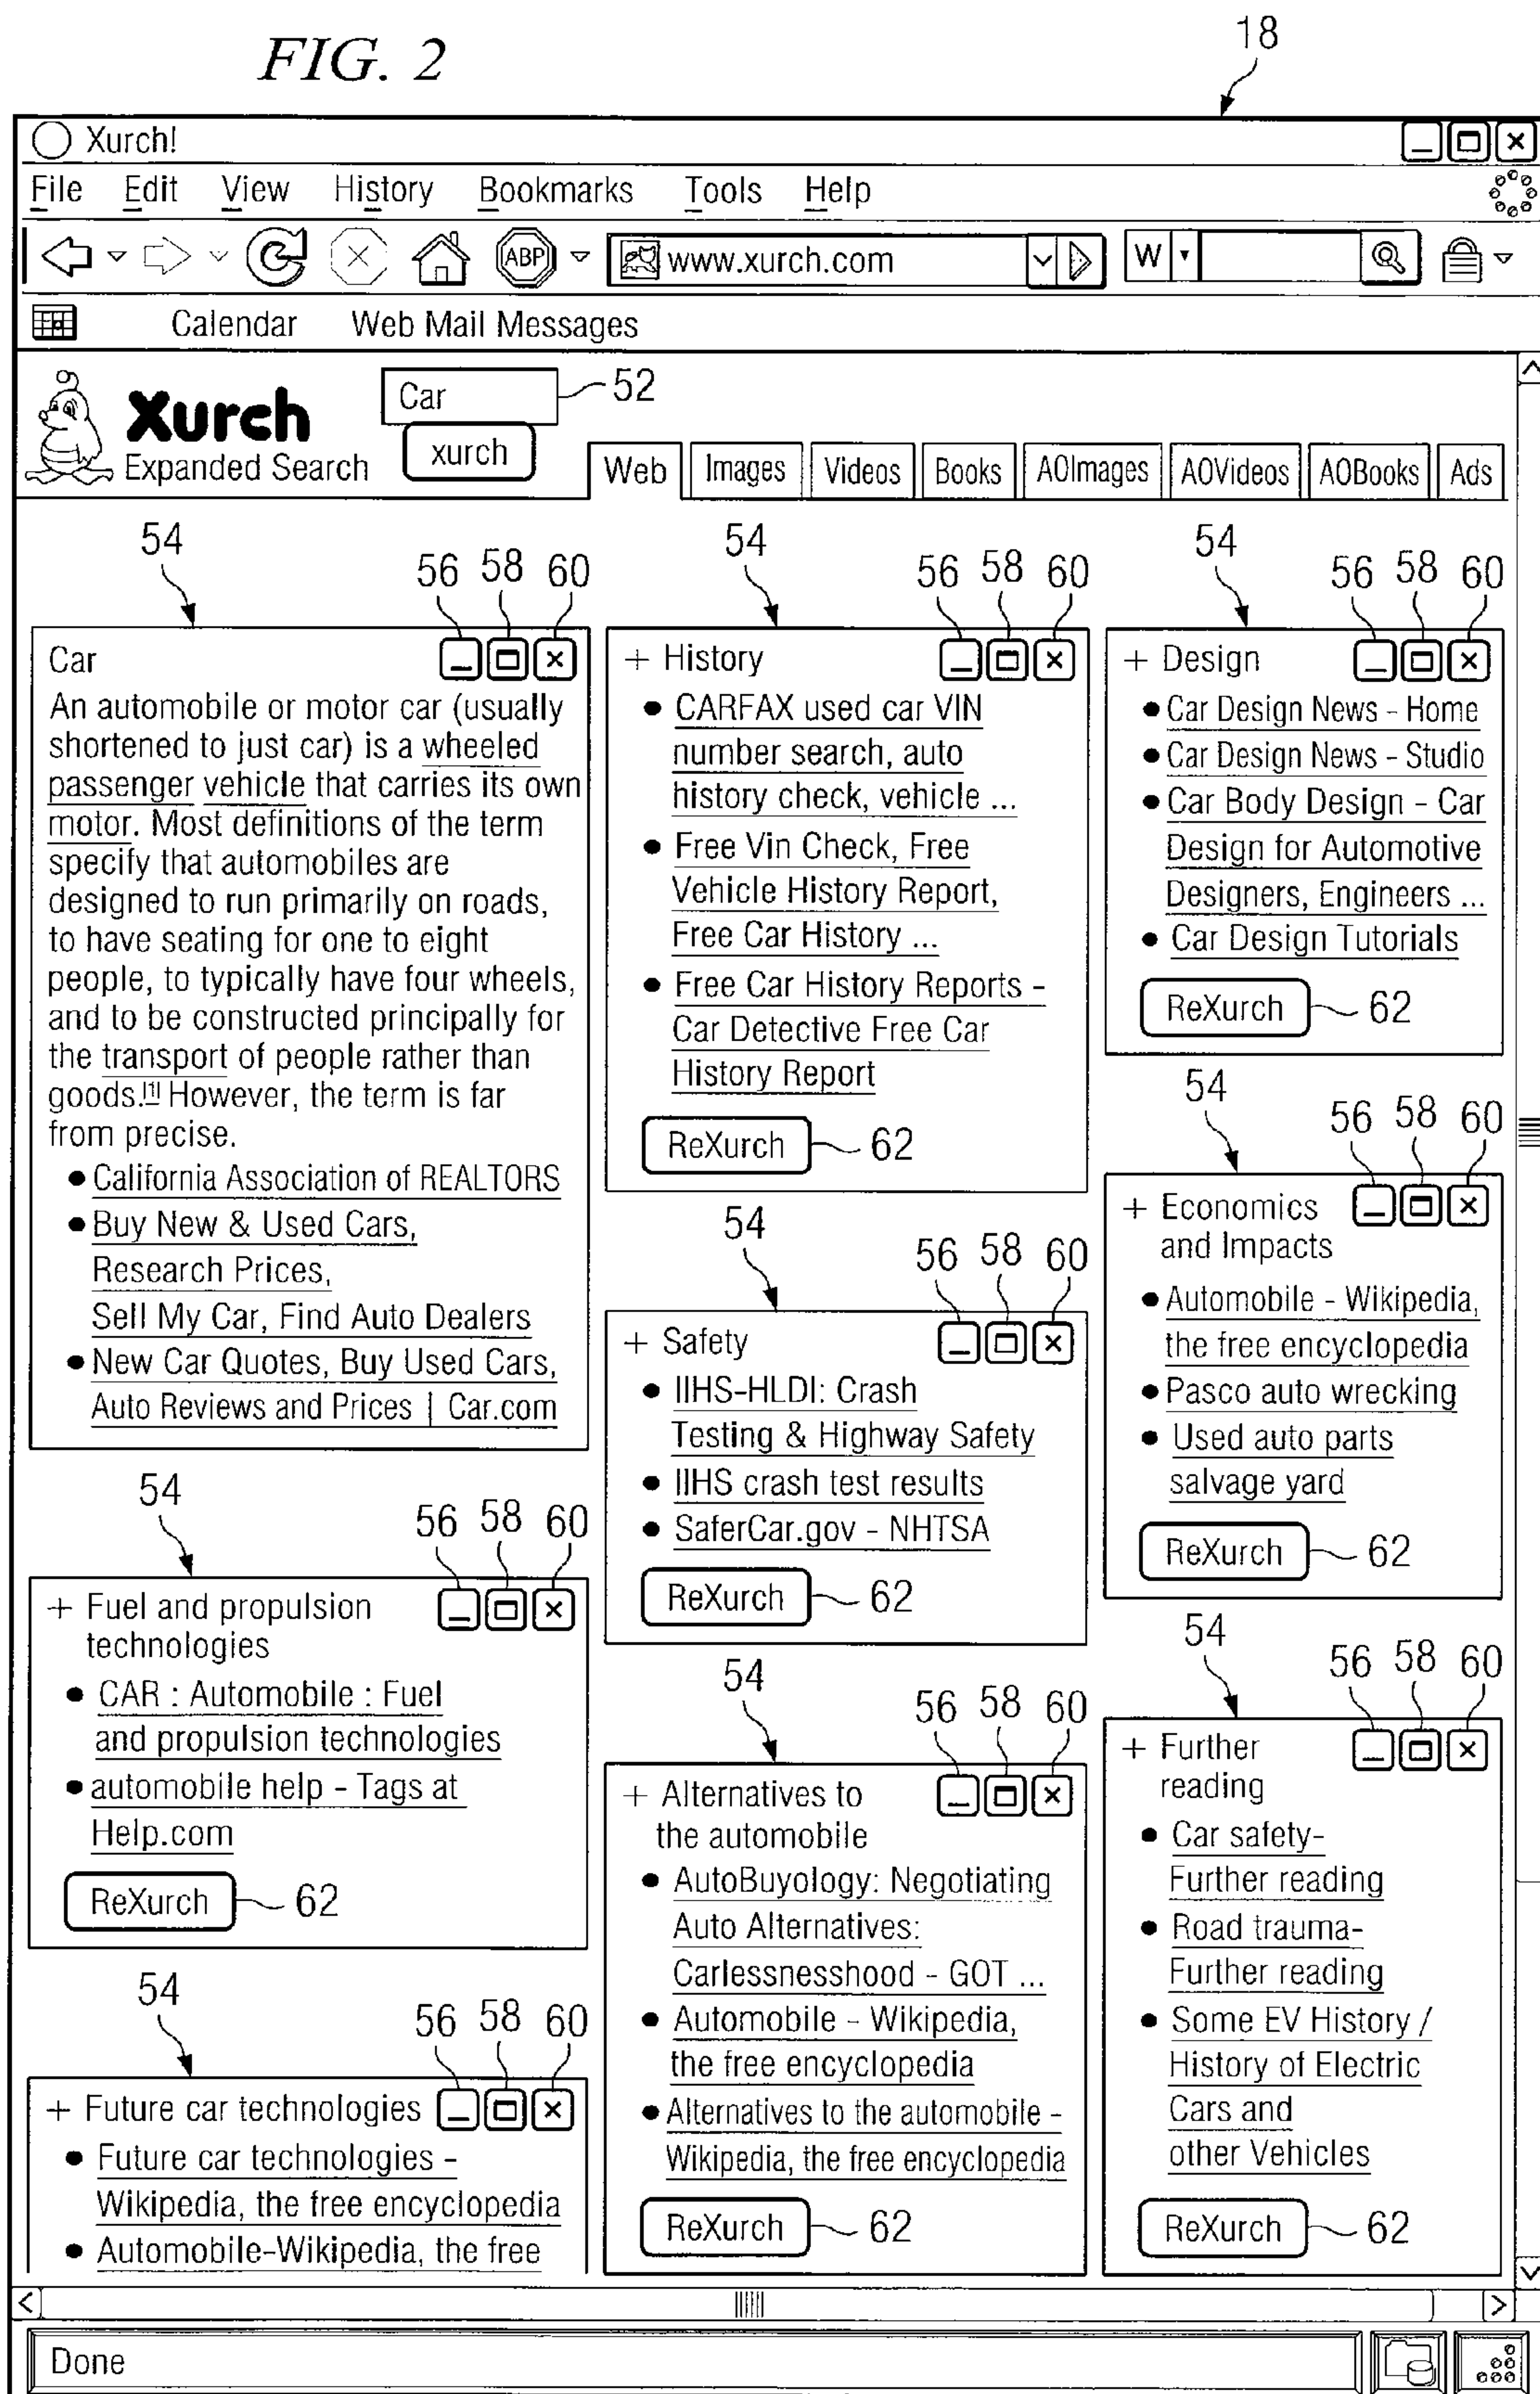 FIG. 2
18
Xurch!
File Edit View History Bookmarks Tools Help
ABP www.xurch.com W
Calendar Web Mail Messages
Xurch
Expanded Search
Car 52
xurch
Web Images Videos Books AOImages AOVideos AOBooks Ads
54 56 58 60
Car
An automobile or motor car (usually
shortened to just car) is a wheeled
passenger vehicle that carries its own
motor. Most definitions of the term
specify that automobiles are
designed to run primarily on roads,
to have seating for one to eight
people, to typically have four wheels,
and to be constructed principally for
the transport of people rather than
goods.[1] However, the term is far
from precise.
• California Association of REALTORS
• Buy New & Used Cars,
Research Prices,
Sell My Car, Find Auto Dealers
• New Car Quotes, Buy Used Cars,
Auto Reviews and Prices | Car.com
54 56 58 60
+ Fuel and propulsion
technologies
• CAR : Automobile : Fuel
and propulsion technologies
• automobile help - Tags at
Help.com
ReXurch 62
54 56 58 60
+ Future car technologies
• Future car technologies -
Wikipedia, the free encyclopedia
• Automobile-Wikipedia, the free
54 56 58 60
+ History
• CARFAX used car VIN
number search, auto
history check, vehicle ...
• Free Vin Check, Free
Vehicle History Report,
Free Car History ...
• Free Car History Reports -
Car Detective Free Car
History Report
ReXurch 62
54 56 58 60
+ Safety
• IIHS-HLDI: Crash
Testing & Highway Safety
• IIHS crash test results
• SaferCar.gov - NHTSA
ReXurch 62
54 56 58 60
+ Alternatives to
the automobile
• AutoBuyology: Negotiating
Auto Alternatives:
Carlessnesshood - GOT ...
• Automobile - Wikipedia,
the free encyclopedia
• Alternatives to the automobile -
Wikipedia, the free encyclopedia
ReXurch 62
54 56 58 60
+ Design
• Car Design News - Home
• Car Design News - Studio
• Car Body Design - Car
Design for Automotive
Designers, Engineers ...
• Car Design Tutorials
ReXurch 62
54 56 58 60
+ Economics
and Impacts
• Automobile - Wikipedia,
the free encyclopedia
• Pasco auto wrecking
• Used auto parts
salvage yard
ReXurch 62
54 56 58 60
+ Further
reading
• Car safety-
Further reading
• Road trauma-
Further reading
• Some EV History /
History of Electric
Cars and
other Vehicles
ReXurch 62
Done